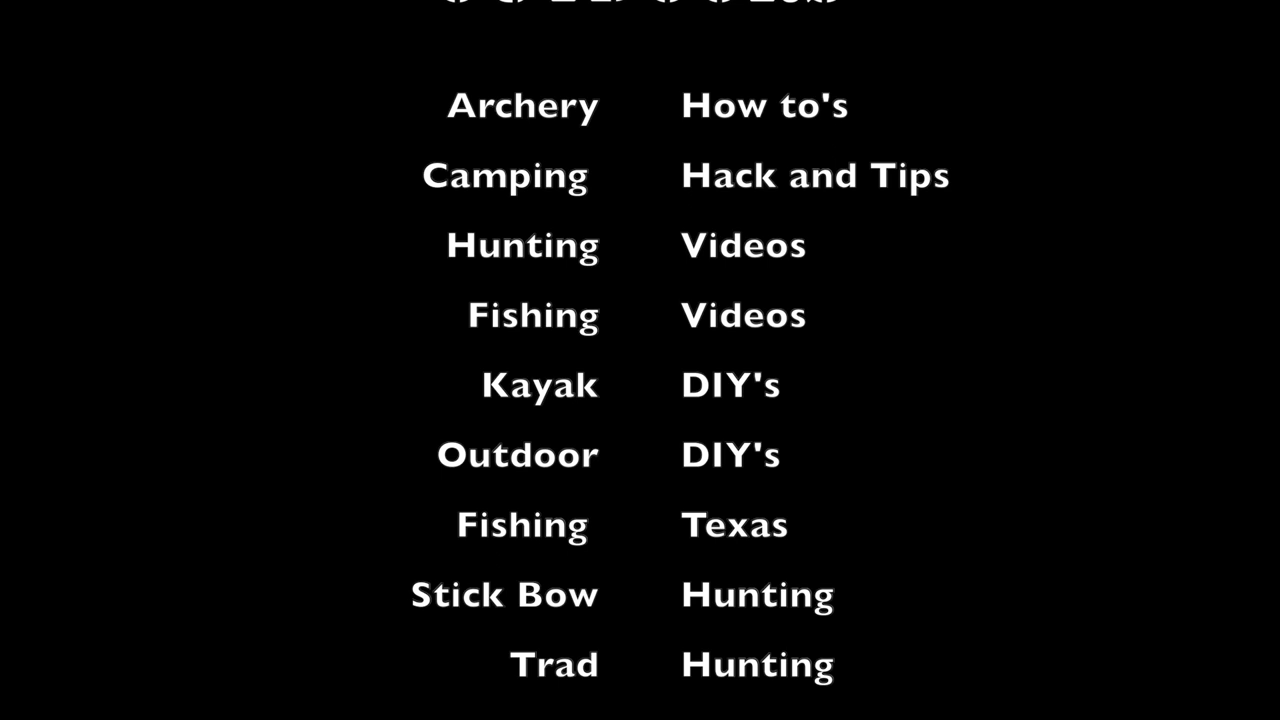 Archery How to's
Camping Hack and Tips
Hunting Videos
Fishing Videos
Kayak DIY's
Outdoor DIY's
Fishing Texas
Stick Bow Hunting
Trad Hunting